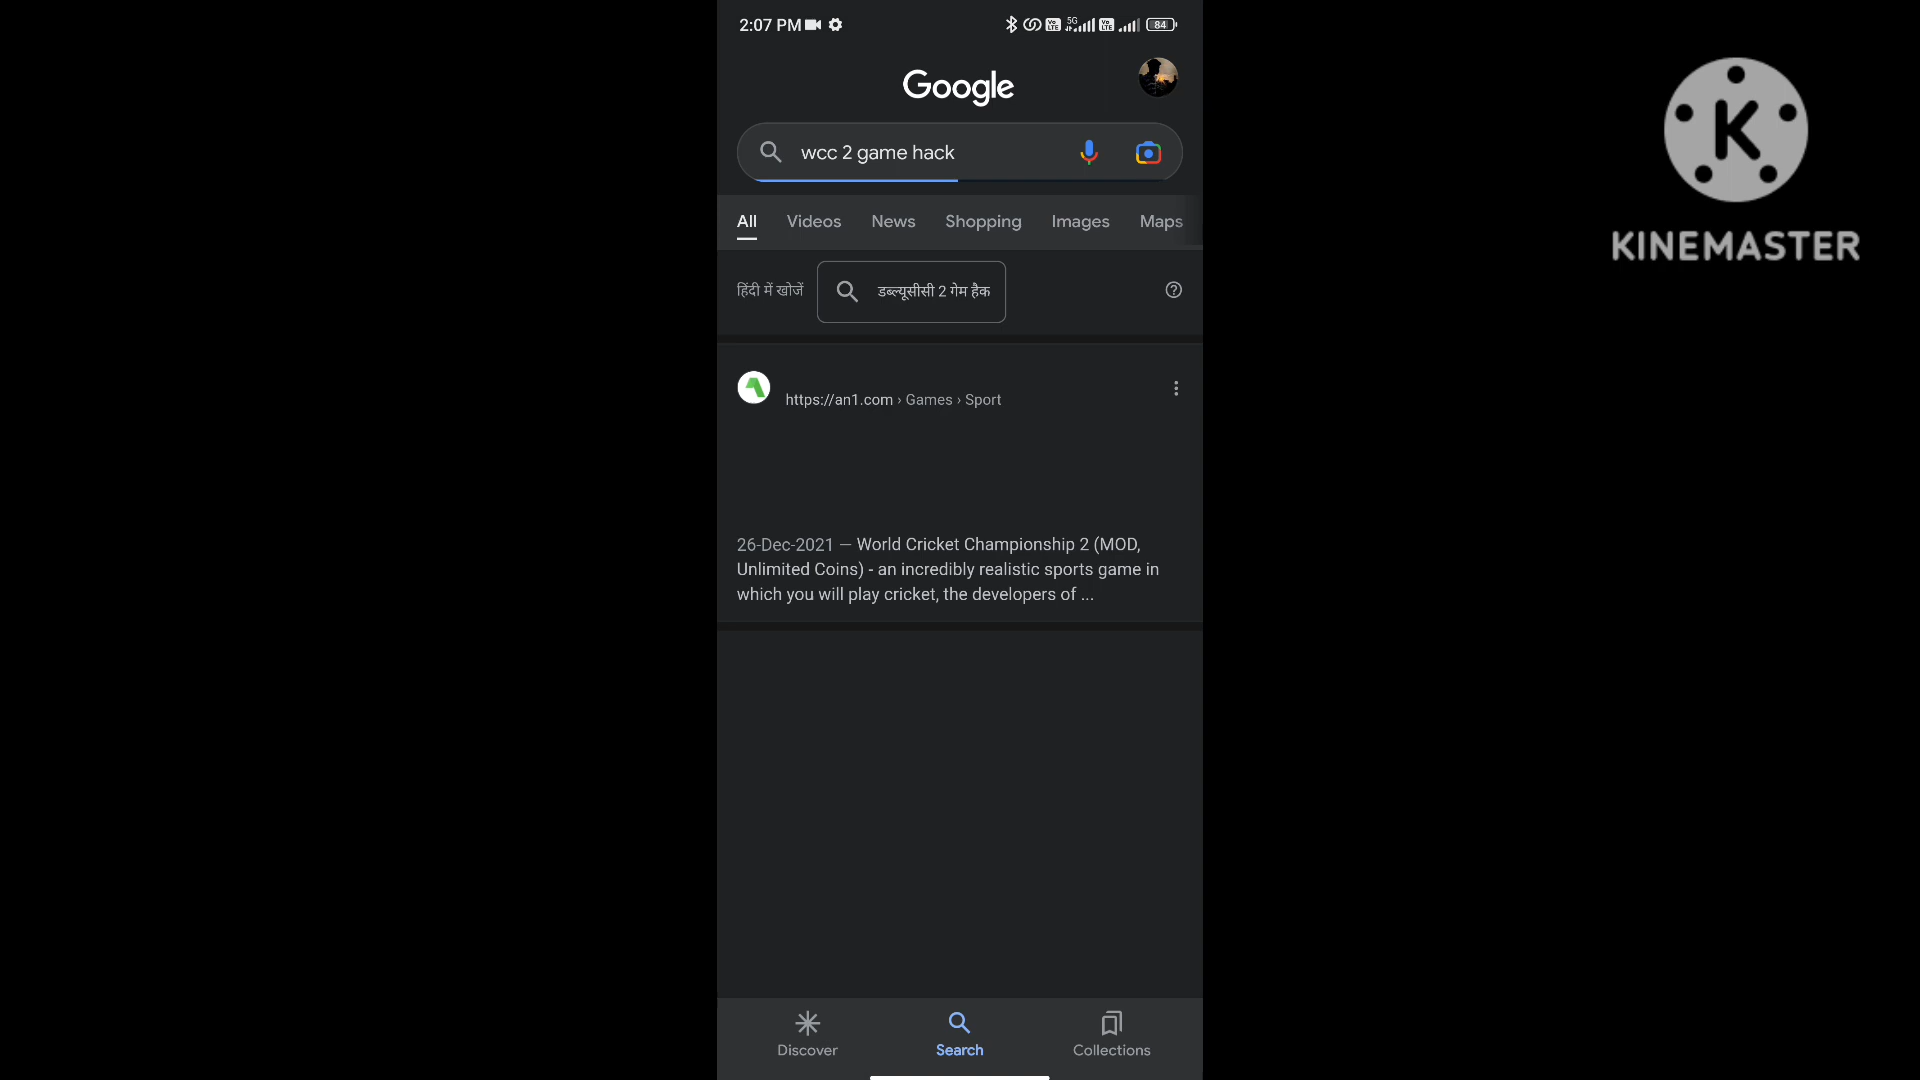 2:07 PM
5G
84
Google
wcc 2 game hack
All Videos News Shopping Images Maps
हिंदी में खोजें
डब्ल्यूसीसी 2 गेम हैक
https://an1.com › Games › Sport
26-Dec-2021 — World Cricket Championship 2 (MOD,
Unlimited Coins) - an incredibly realistic sports game in
which you will play cricket, the developers of ...
Discover Search Collections
K
KINEMASTER